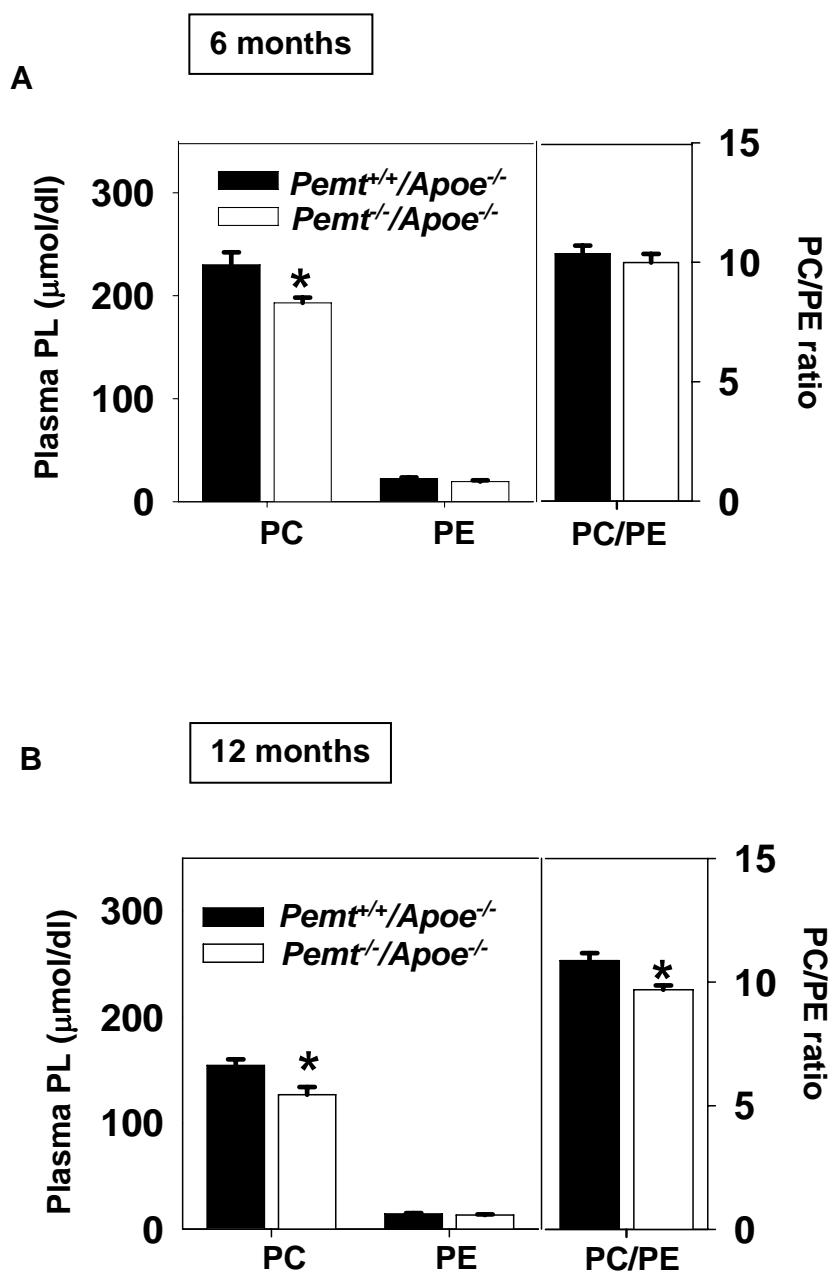 6 months
A
Plasma PL (μmol/dl)
300
200
100
0
Pemt+/+/Apoe-/-
Pemt-/-/Apoe-/-
*
PC
PE
PC/PE
15
10
5
0
PC/PE ratio
12 months
B
Plasma PL (μmol/dl)
300
200
100
0
Pemt+/+/Apoe-/-
Pemt-/-/Apoe-/-
*
*
PC
PE
PC/PE
15
10
5
0
PC/PE ratio